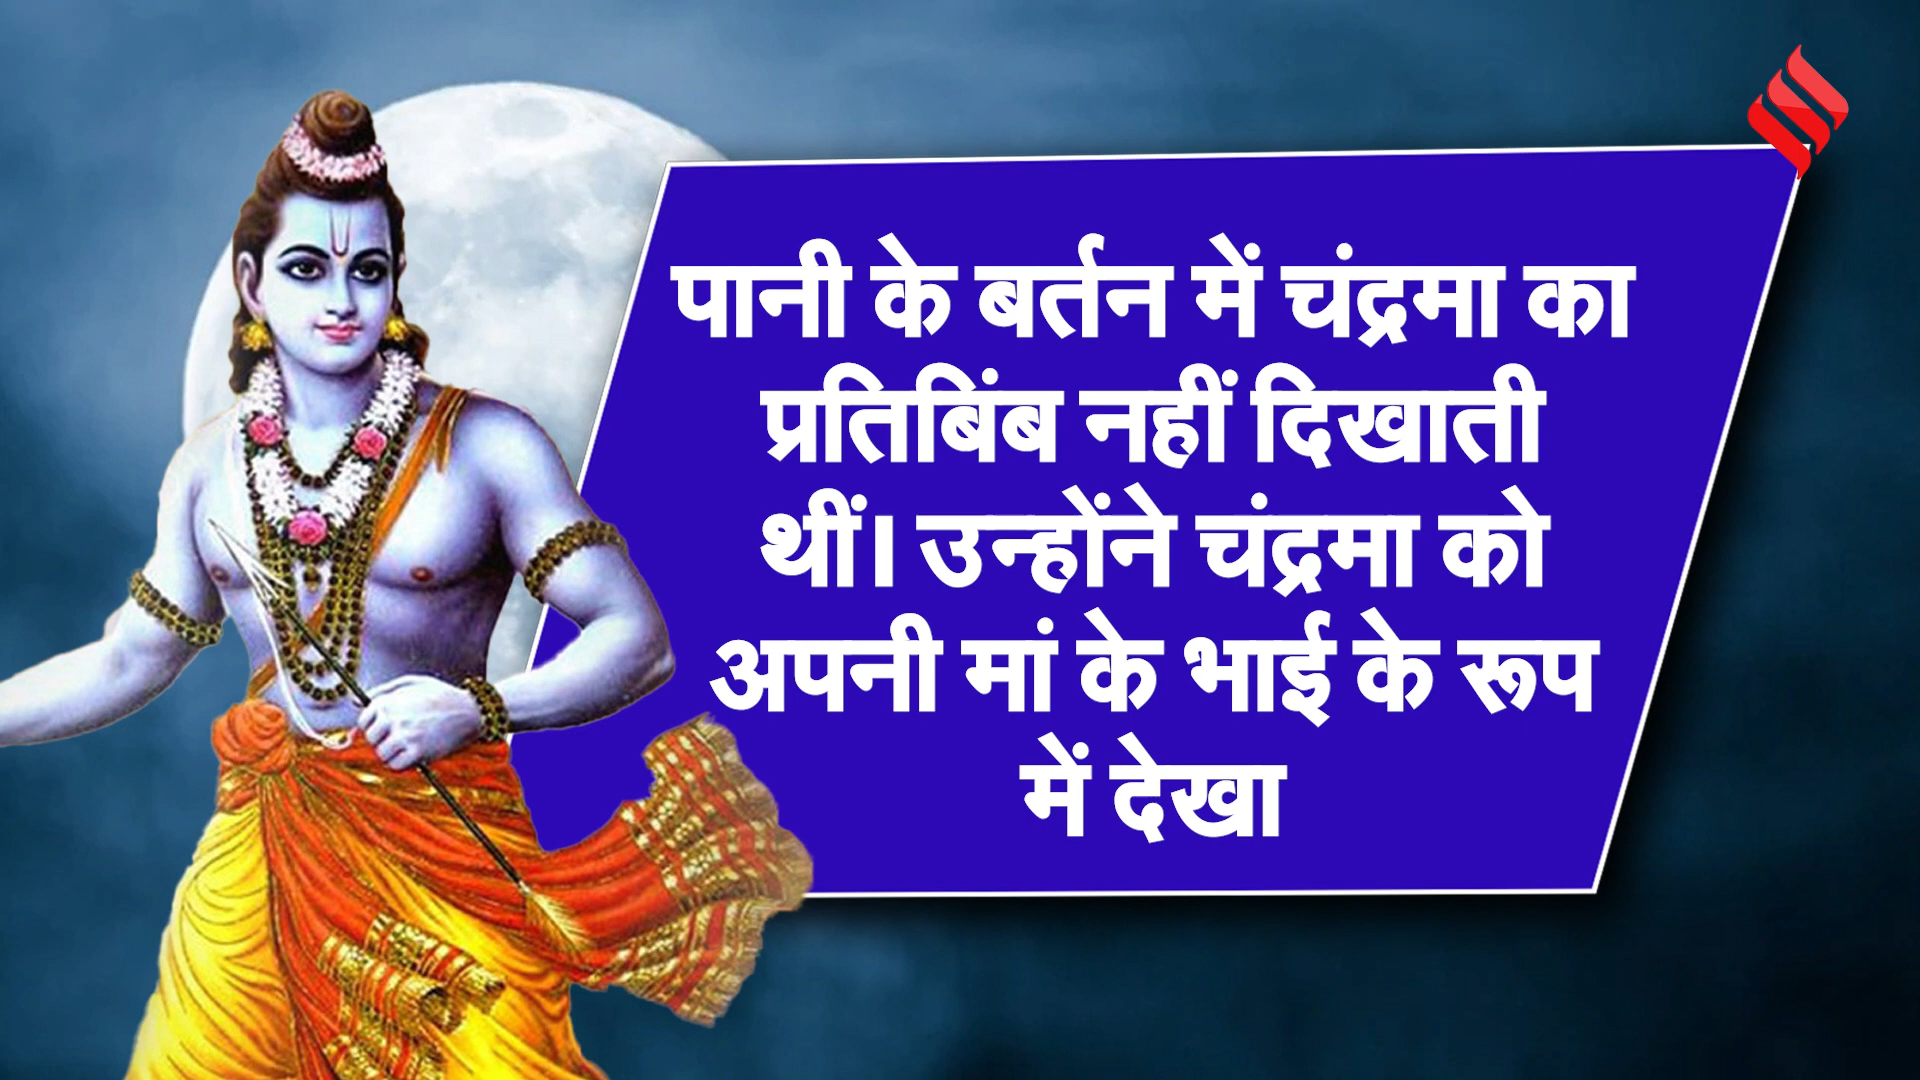 पानी के बर्तन में चंद्रमा का
प्रतिबिंब नहीं दिखाती
थीं। उन्होंने चंद्रमा को
अपनी मां के भाई के रूप
में देखा